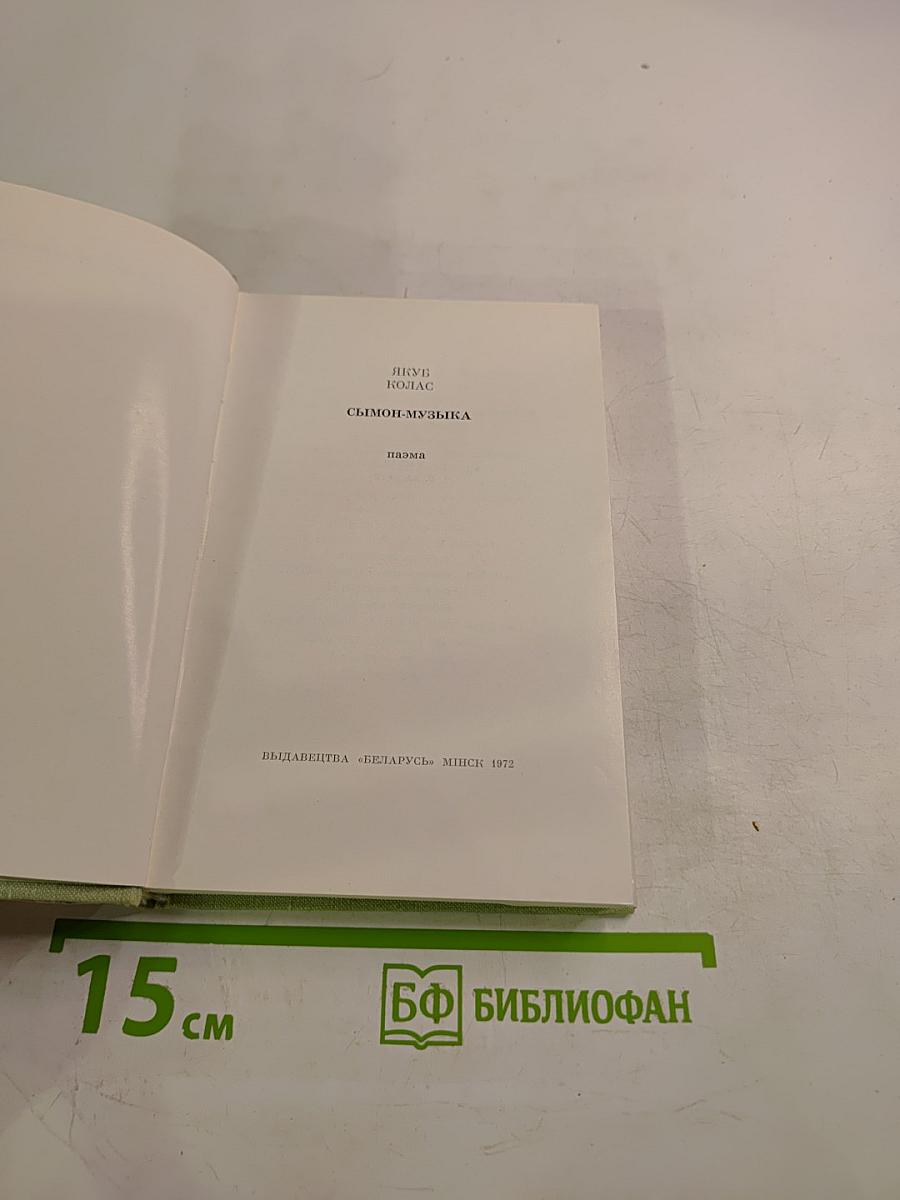 ЯКУБ
КОЛАС
СЫМОН-МУЗЫКА
паэма
ВЫДАВЕЦТВА «БЕЛАРУСЬ» МІНСК 1972
15 см
БФ БИБЛИОФАН